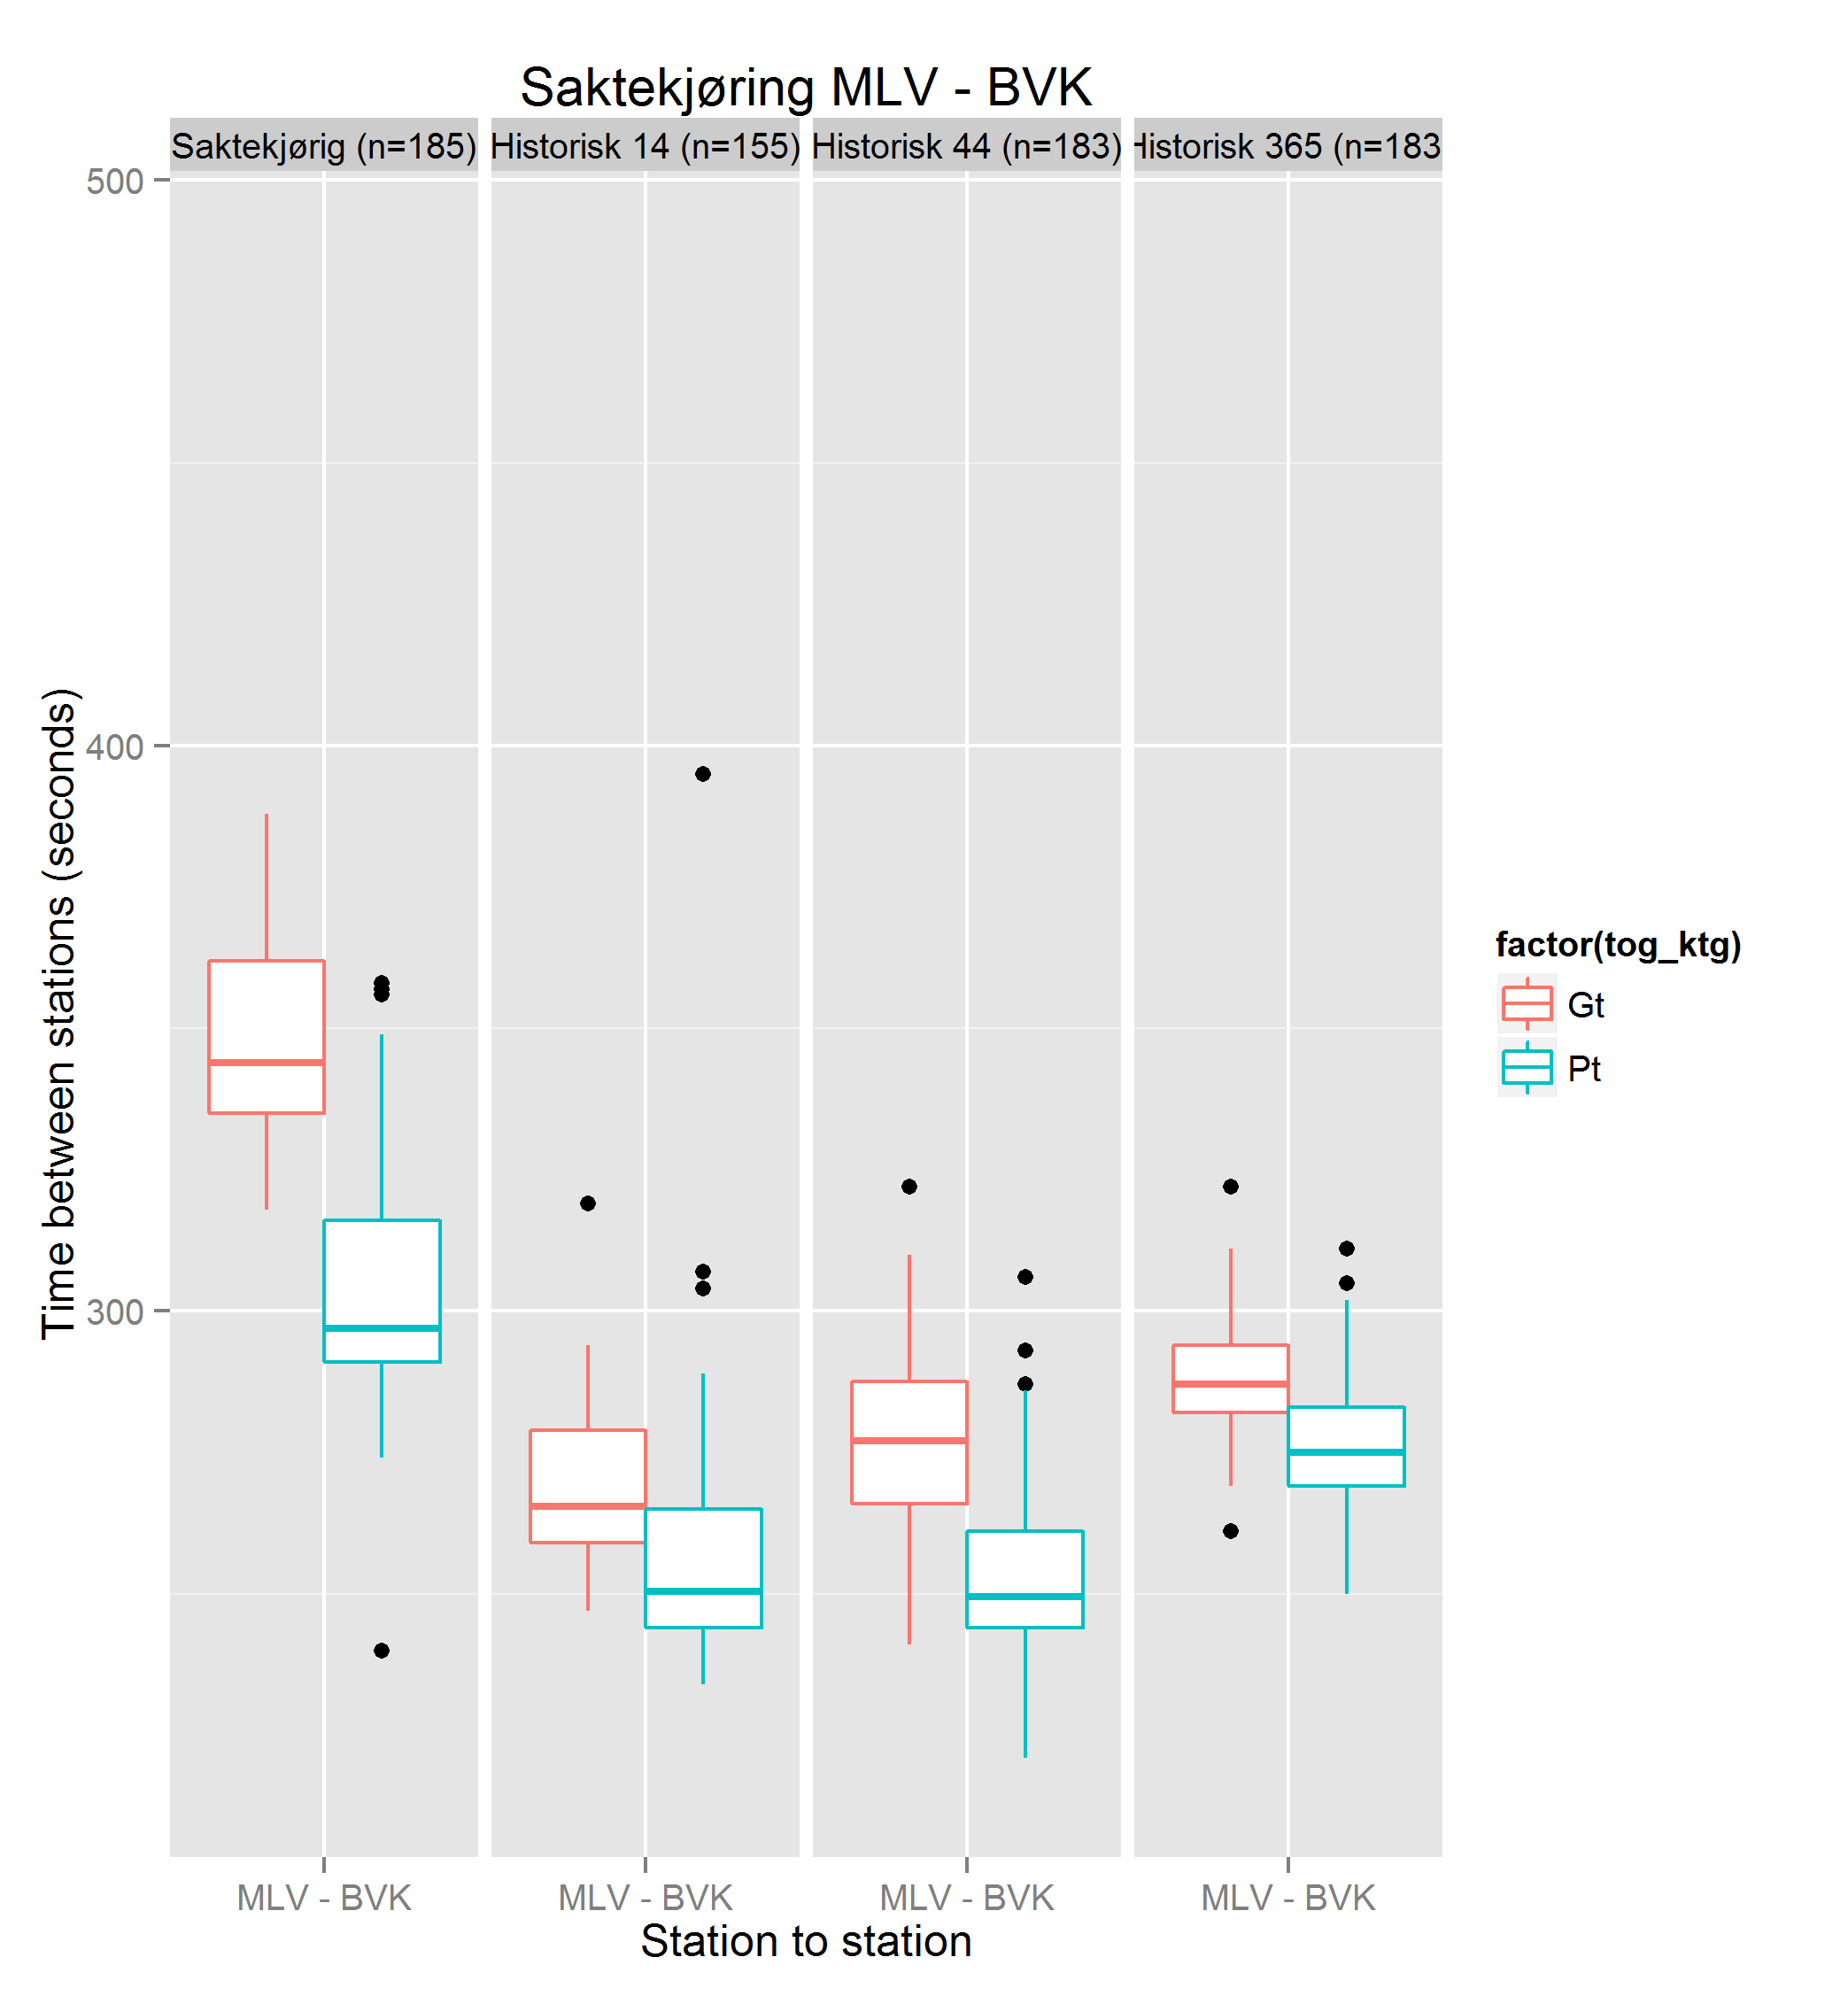 Saktekjøring MLV - BVK
Saktekjørig (n=185) Historisk 14 (n=155) Historisk 44 (n=183) Historisk 365 (n=183
500
400
300
Time between stations (seconds)
MLV - BVK MLV - BVK MLV - BVK MLV - BVK
Station to station
factor(tog_ktg)
Gt
Pt